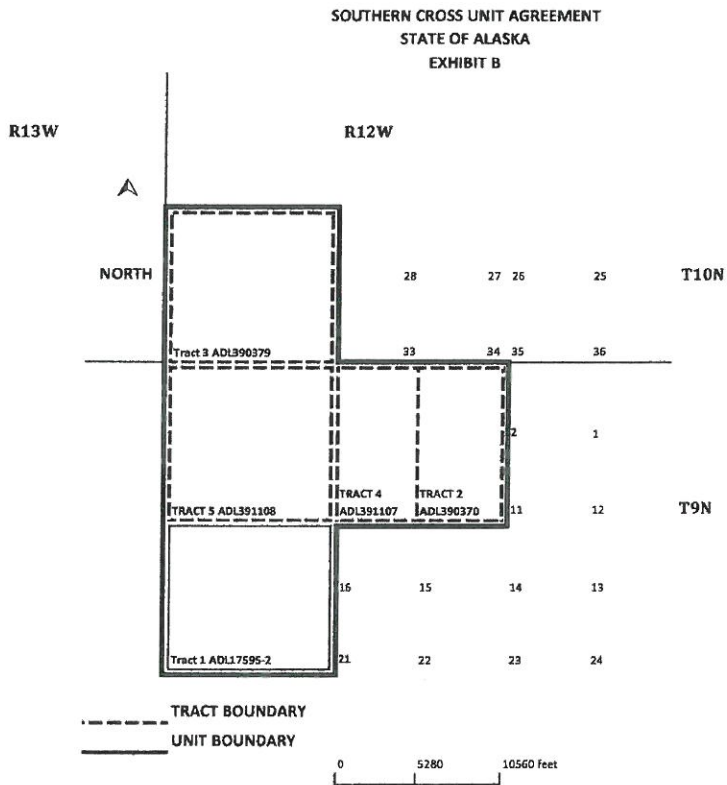 SOUTHERN CROSS UNIT AGREEMENT
STATE OF ALASKA
EXHIBIT B
R13W R12W
NORTH 28 27 26 25 T10N
Tract 3 ADL390379 33 34 35 36
2 1
TRACT 4 TRACT 2
TRACT 5 ADL391108 ADL391107 ADL390370 11 12 T9N
16 15 14 13
Tract 1 ADL17595-2 21 22 23 24
TRACT BOUNDARY
UNIT BOUNDARY
0 5280 10560 feet